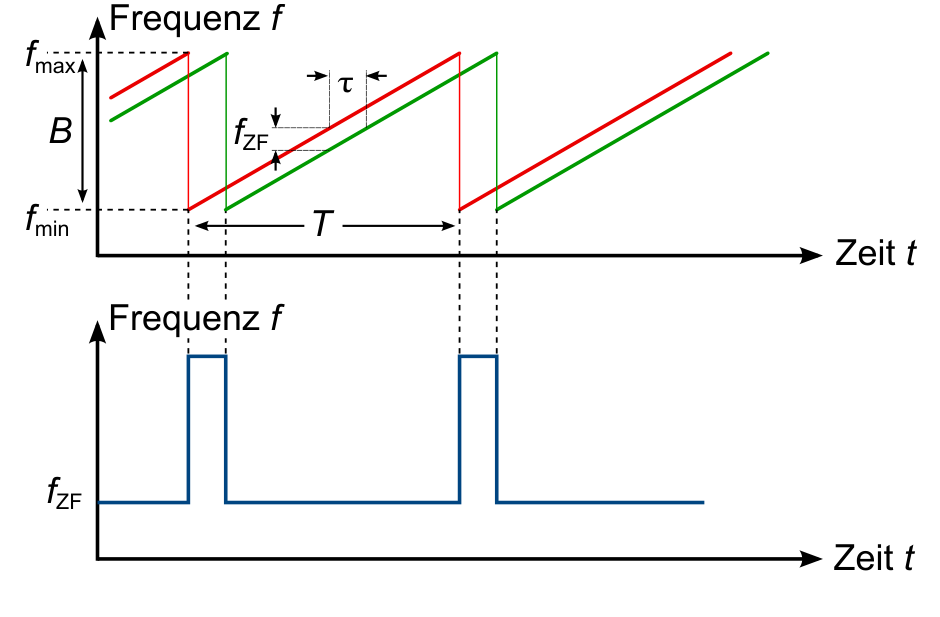 Frequenz f
fmax
τ
B
fZF
fmin
T
Zeit t
Frequenz f
fZF
Zeit t